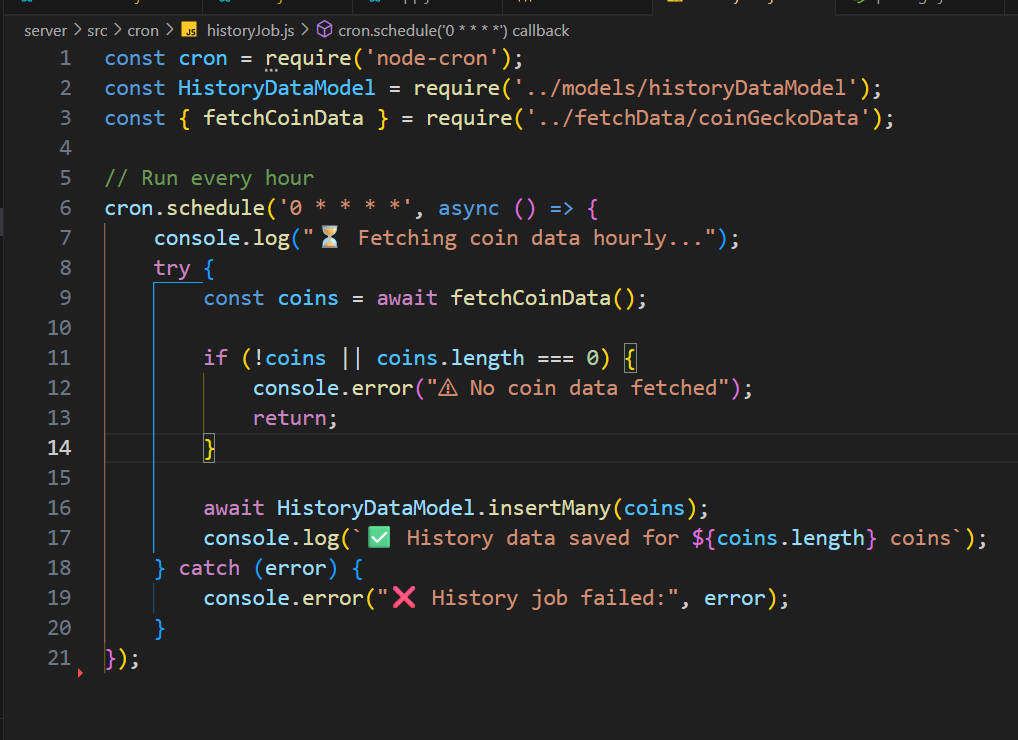 server > src > cron > JS historyJob.js > cron.schedule('0 * * * *') callback
1 const cron = require('node-cron');
2 const HistoryDataModel = require('../models/historyDataModel');
3 const { fetchCoinData } = require('../fetchData/coinGeckoData');
4
5 // Run every hour
6 cron.schedule('0 * * * *', async () => {
7 console.log("⏳ Fetching coin data hourly...");
8 try {
9 const coins = await fetchCoinData();
10
11 if (!coins || coins.length === 0) {
12 console.error("⚠ No coin data fetched");
13 return;
14 }
15
16 await HistoryDataModel.insertMany(coins);
17 console.log(`✅ History data saved for ${coins.length} coins`);
18 } catch (error) {
19 console.error("❌ History job failed:", error);
20 }
21 });